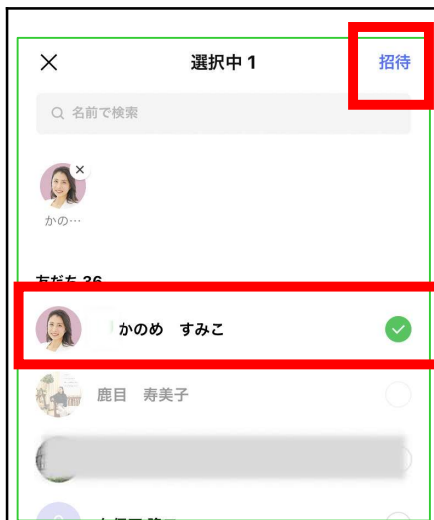 選択中 1
招待
名前で検索
かの…
友だち 36
かのめ すみこ
鹿目 寿美子